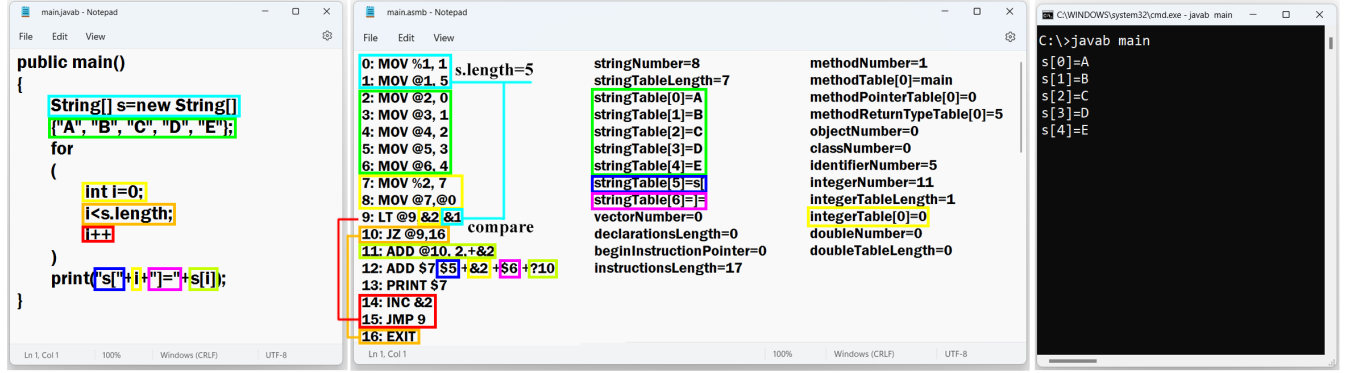 main.javab - Notepad
File Edit View
public main()
{
String[] s=new String[]
{"A", "B", "C", "D", "E"};
for
(
int i=0;
i<s.length;
i++
)
print("s["+i+"]="+s[i]);
}
Ln 1, Col 1 100% Windows (CRLF) UTF-8
main.asmb - Notepad
File Edit View
0: MOV %1, 1
1: MOV @1, 5
s.length=5
2: MOV @2, 0
3: MOV @3, 1
4: MOV @4, 2
5: MOV @5, 3
6: MOV @6, 4
7: MOV %2, 7
8: MOV @7,@0
9: LT @9 &2 &1
compare
10: JZ @9,16
11: ADD @10, 2,+&2
12: ADD $7 $5+&2+$6+?10
13: PRINT $7
14: INC &2
15: JMP 9
16: EXIT
stringNumber=8
stringTableLength=7
stringTable[0]=A
stringTable[1]=B
stringTable[2]=C
stringTable[3]=D
stringTable[4]=E
stringTable[5]=s[
stringTable[6]=]=
vectorNumber=0
declarationsLength=0
beginInstructionPointer=0
instructionsLength=17
methodNumber=1
methodTable[0]=main
methodPointerTable[0]=0
methodReturnTypeTable[0]=5
objectNumber=0
classNumber=0
identifierNumber=5
integerNumber=11
integerTableLength=1
integerTable[0]=0
doubleNumber=0
doubleTableLength=0
Ln 1, Col 1 100% Windows (CRLF) UTF-8
C:\WINDOWS\system32\cmd.exe - javab main
C:\>javab main
s[0]=A
s[1]=B
s[2]=C
s[3]=D
s[4]=E